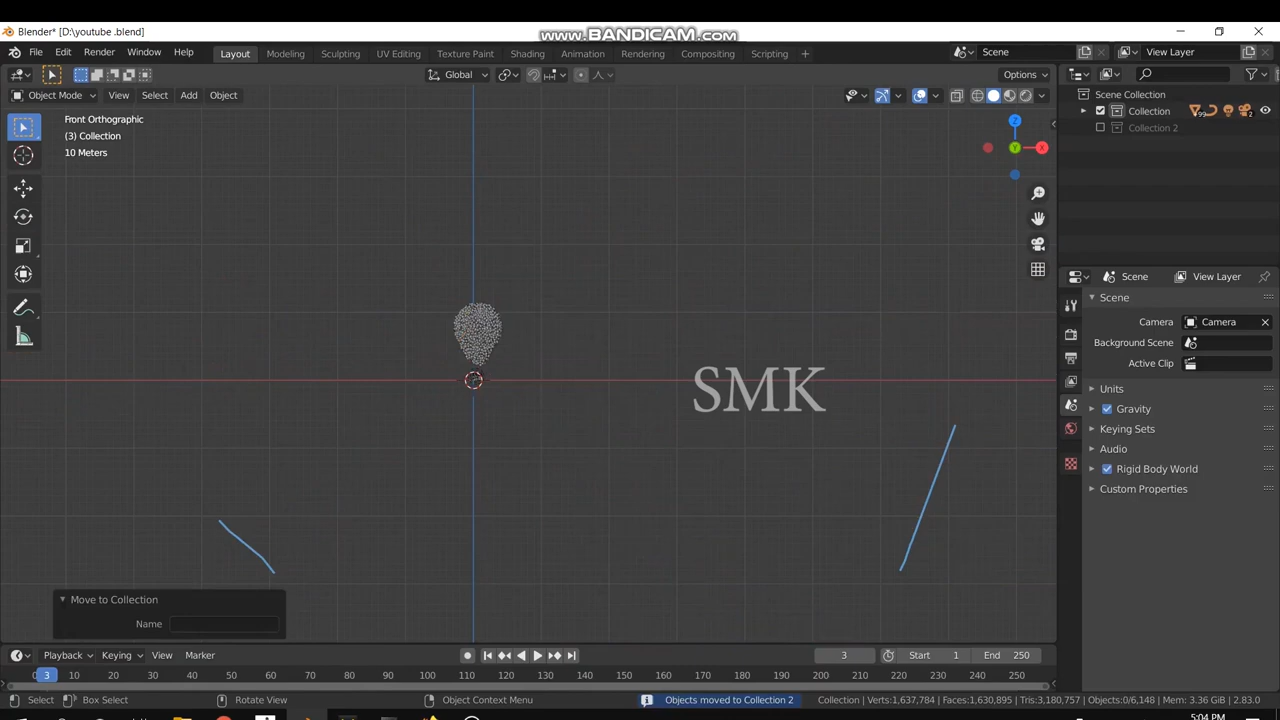 Blender* [D:\youtube .blend]
www.BANDICAM.com
File Edit Render Window Help
Layout Modeling Sculpting UV Editing Texture Paint Shading Animation Rendering Compositing Scripting +
Scene View Layer
Global
Options
Object Mode View Select Add Object
Front Orthographic
(3) Collection
10 Meters
Z
Y
X
SMK
Scene Collection
Collection 99 2
Collection 2
Scene View Layer
Scene
Camera Camera
Background Scene
Active Clip
Units
Gravity
Keying Sets
Audio
Rigid Body World
Custom Properties
Move to Collection
Name
Playback Keying View Marker
3 Start 1 End 250
3 10 20 30 40 50 60 70 80 90 100 110 120 130 140 150 160 170 180 190 200 210 220 230 240 250
Select Box Select Rotate View Object Context Menu Objects moved to Collection 2 Collection | Verts:1,637,784 | Faces:1,630,895 | Tris:3,180,757 | Objects:0/6,148 | Mem: 3.36 GiB | 2.83.0
5:04 PM